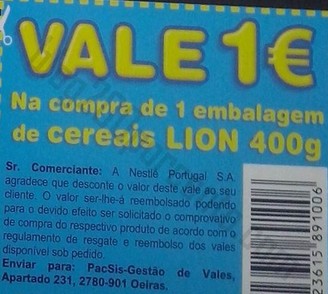 VALE 1€
Na compra de 1 embalagem
de cereais LION 400g
Sr. Comerciante: A Nestlé Portugal S.A.
agradece que desconte o valor deste vale ao seu
cliente. O valor ser-lhe-á reembolsado podendo
para o devido efeito ser solicitado o comprovativo
de compra do respectivo produto de acordo com o
regulamento de resgate e reembolso dos vales
disponível sob pedido.
Enviar para: PacSis-Gestão de Vales,
Apartado 231, 2780-901 Oeiras.
23615-891006